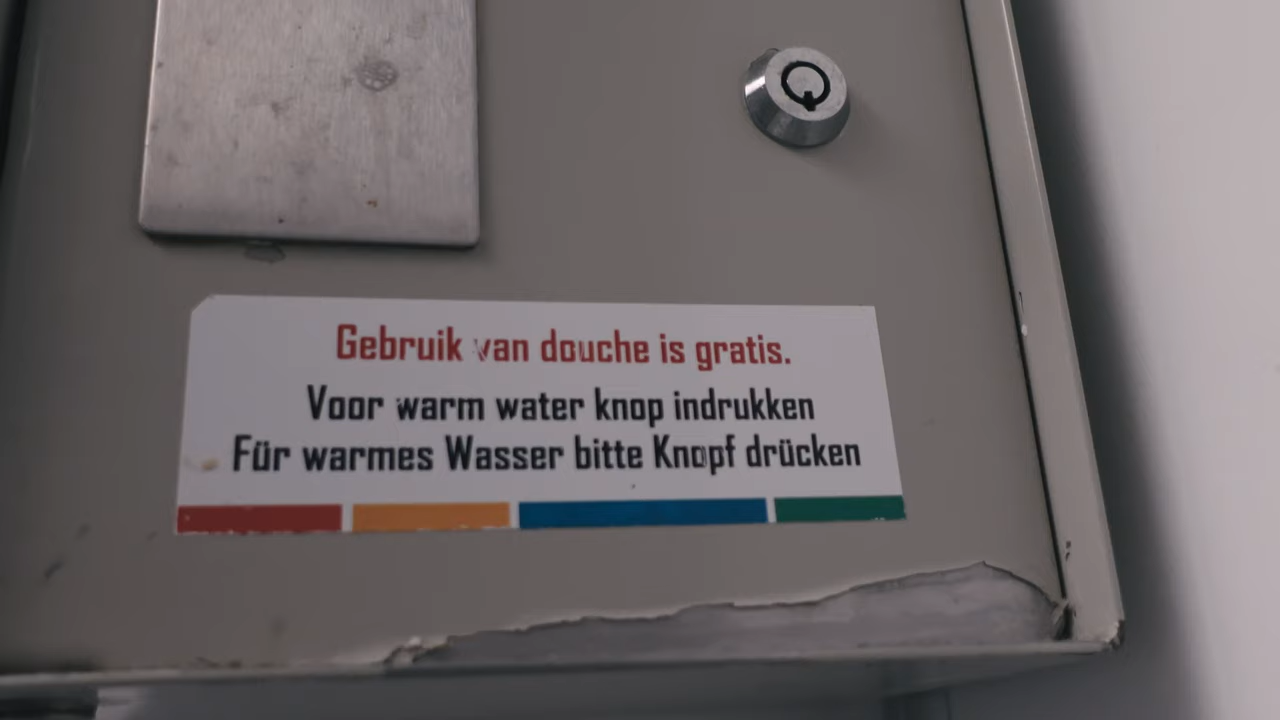 Gebruik van douche is gratis.
Voor warm water knop indrukken
Für warmes Wasser bitte Knopf drücken